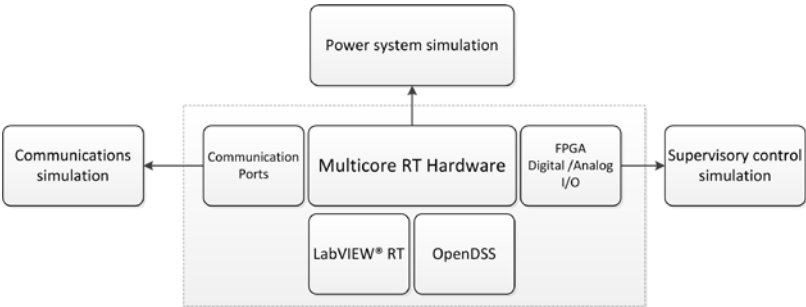 Power system simulation
Communications
simulation
Communication
Ports
Multicore RT Hardware
FPGA
Digital /Analog
I/O
Supervisory control
simulation
LabVIEW® RT
OpenDSS